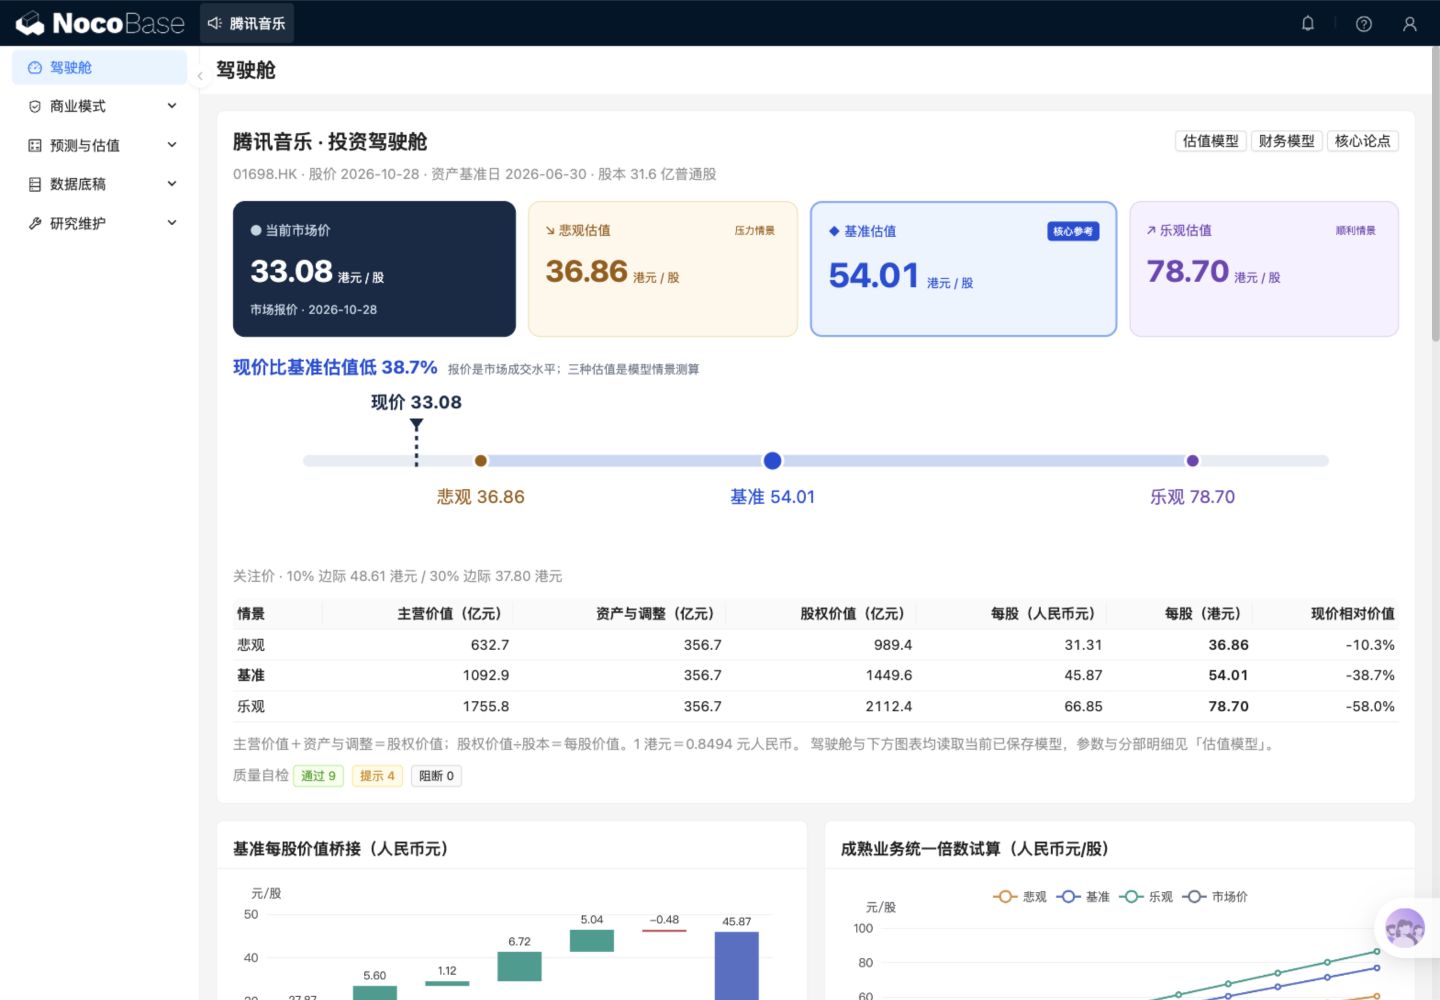 NocoBase
腾讯音乐
驾驶舱
商业模式
预测与估值
数据底稿
研究维护
驾驶舱
腾讯音乐 · 投资驾驶舱
估值模型
财务模型
核心论点
01698.HK · 股价 2026-10-28 · 资产基准日 2026-06-30 · 股本 31.6 亿普通股
当前市场价
33.08 港元 / 股
市场报价 · 2026-10-28
悲观估值
压力情景
36.86 港元 / 股
基准估值
核心参考
54.01 港元 / 股
乐观估值
顺利情景
78.70 港元 / 股
现价比基准估值低 38.7% 报价是市场成交水平；三种估值是模型情景测算
现价 33.08
悲观 36.86
基准 54.01
乐观 78.70
关注价 · 10% 边际 48.61 港元 / 30% 边际 37.80 港元
情景 主营价值（亿元） 资产与调整（亿元） 股权价值（亿元） 每股（人民币元） 每股（港元） 现价相对价值
悲观 632.7 356.7 989.4 31.31 36.86 -10.3%
基准 1092.9 356.7 1449.6 45.87 54.01 -38.7%
乐观 1755.8 356.7 2112.4 66.85 78.70 -58.0%
主营价值＋资产与调整＝股权价值；股权价值÷股本＝每股价值。1 港元＝0.8494 元人民币。 驾驶舱与下方图表均读取当前已保存模型，参数与分部明细见「估值模型」。
质量自检 通过 9 提示 4 阻断 0
基准每股价值桥接（人民币元）
元/股
50
40
5.60
1.12
6.72
5.04
−0.48
45.87
成熟业务统一倍数试算（人民币元/股）
悲观 基准 乐观 市场价
元/股
100
80
60